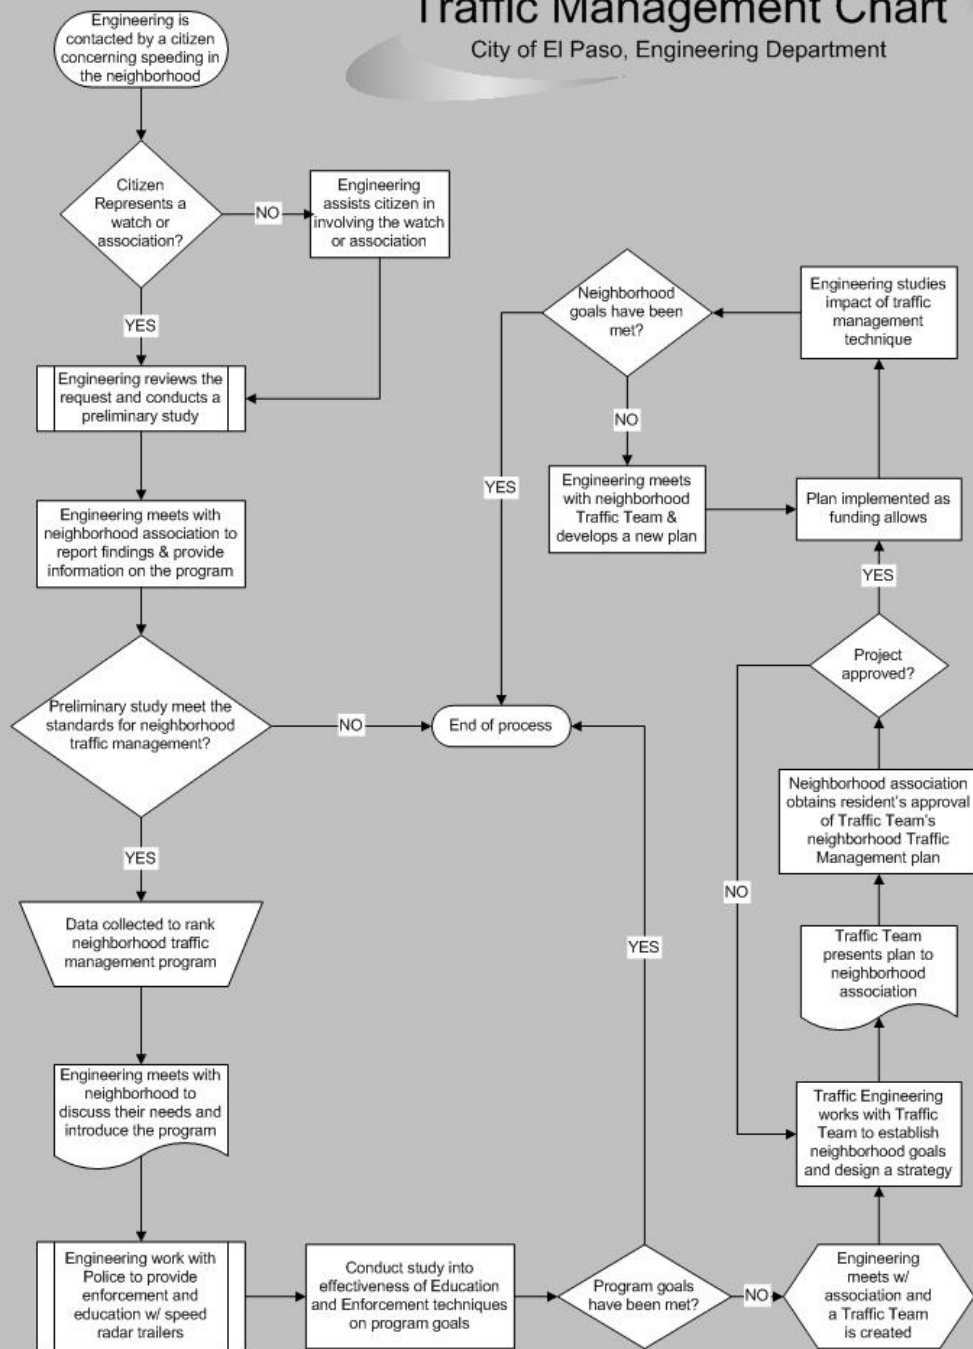 Traffic Management Chart
City of El Paso, Engineering Department
Engineering is
contacted by a citizen
concerning speeding in
the neighborhood
Citizen
Represents a
watch or
association?
NO
Engineering
assists citizen in
involving the watch
or association
YES
Engineering reviews the
request and conducts a
preliminary study
Engineering meets with
neighborhood association to
report findings & provide
information on the program
Preliminary study meet the
standards for neighborhood
traffic management?
NO
End of process
YES
Data collected to rank
neighborhood traffic
management program
Engineering meets with
neighborhood to
discuss their needs and
introduce the program
Engineering work with
Police to provide
enforcement and
education w/ speed
radar trailers
Conduct study into
effectiveness of Education
and Enforcement techniques
on program goals
Program goals
have been met?
YES
NO
Engineering
meets w/
association and
a Traffic Team
is created
Traffic Engineering
works with Traffic
Team to establish
neighborhood goals
and design a strategy
Traffic Team
presents plan to
neighborhood
association
Neighborhood association
obtains resident's approval
of Traffic Team's
neighborhood Traffic
Management plan
Project
approved?
NO
YES
Plan implemented as
funding allows
Engineering studies
impact of traffic
management
technique
Neighborhood
goals have been
met?
YES
NO
Engineering meets
with neighborhood
Traffic Team &
develops a new plan